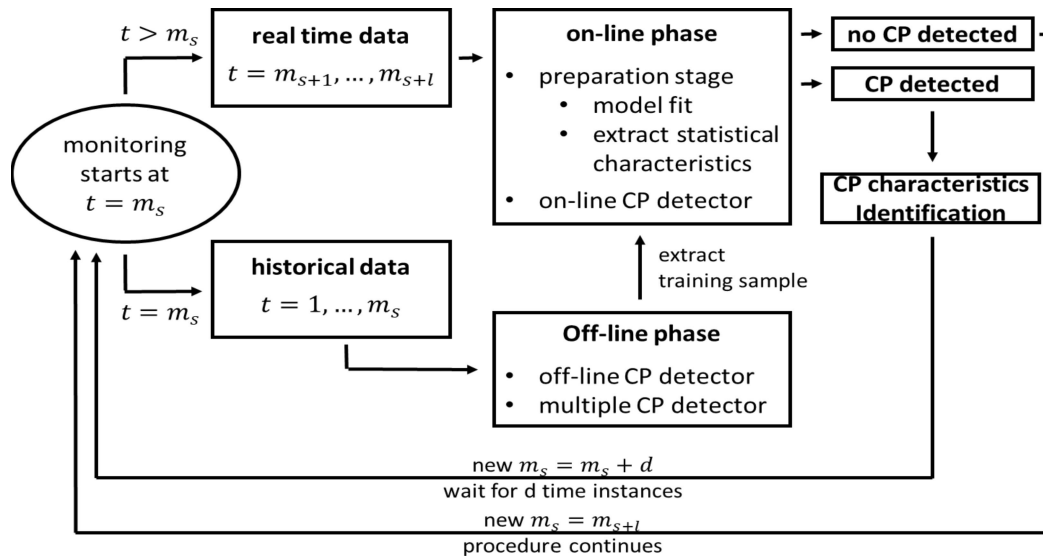 t > m_s
real time data
t = m_{s+1}, ..., m_{s+l}
on-line phase
• preparation stage
• model fit
• extract statistical
characteristics
• on-line CP detector
no CP detected
CP detected
CP characteristics
Identification
monitoring
starts at
t = m_s
t = m_s
historical data
t = 1, ..., m_s
extract
training sample
Off-line phase
• off-line CP detector
• multiple CP detector
new m_s = m_s + d
wait for d time instances
new m_s = m_{s+l}
procedure continues